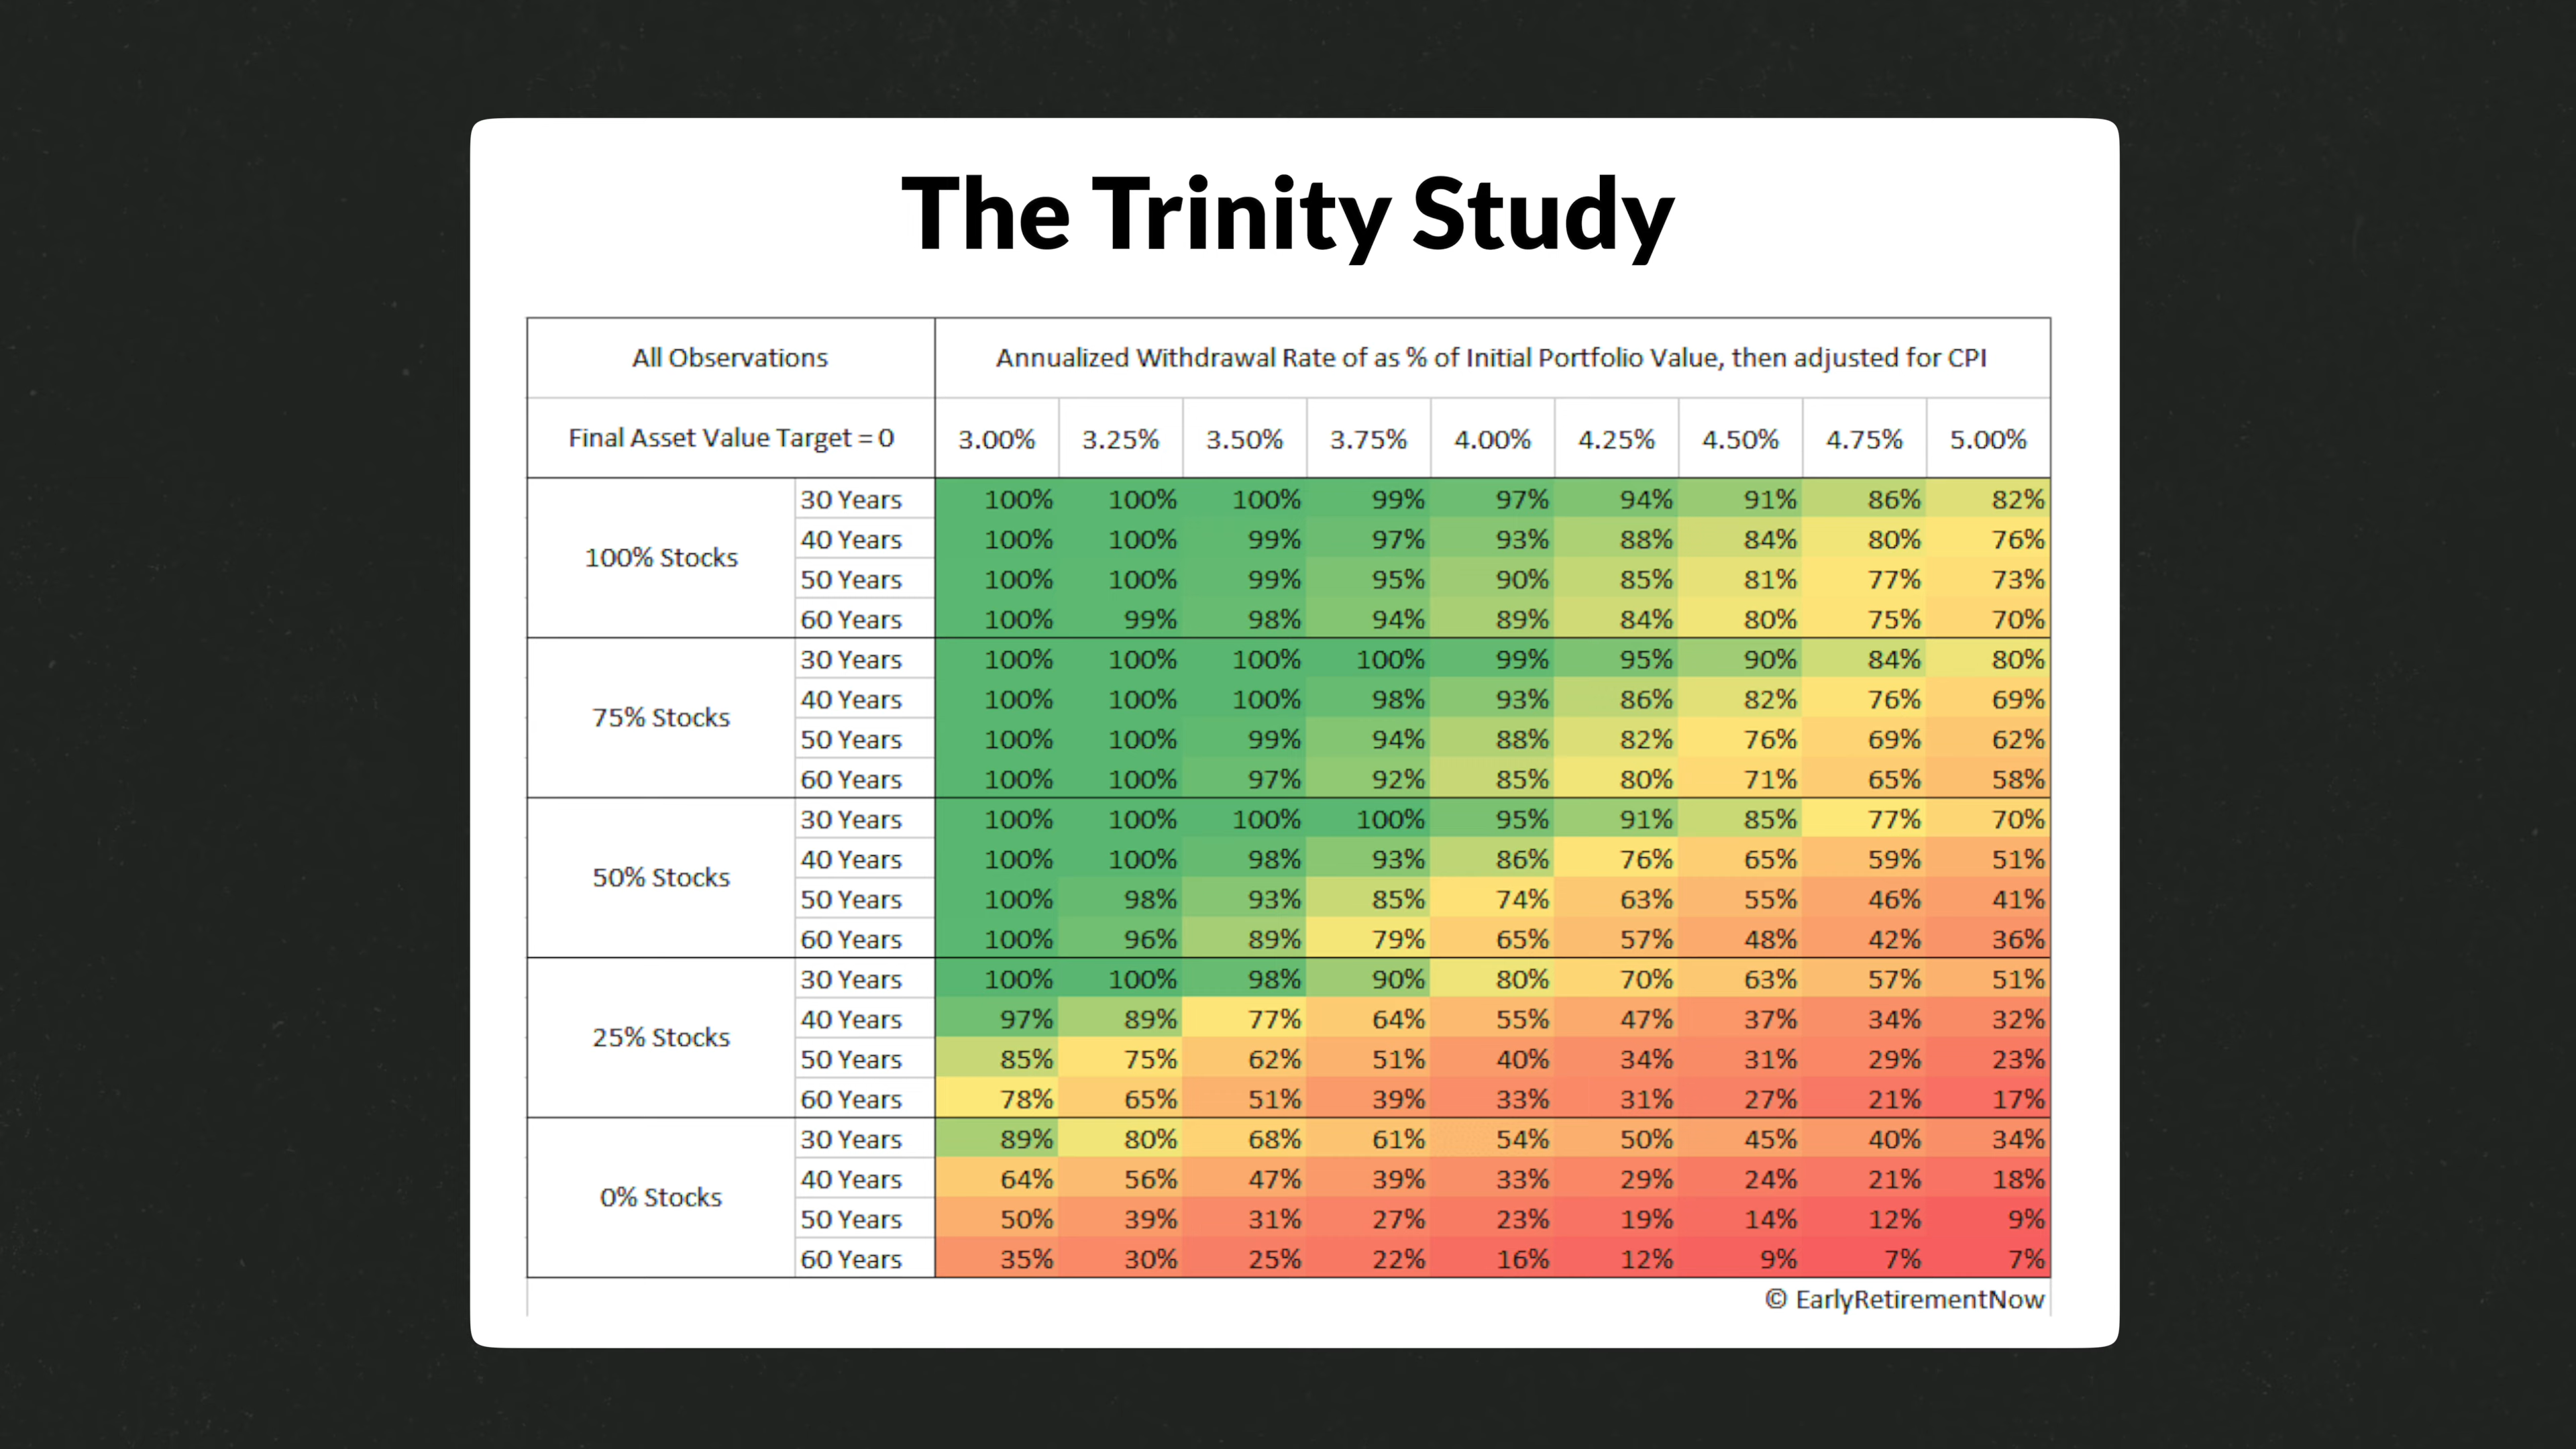 The Trinity Study
All Observations Annualized Withdrawal Rate of as % of Initial Portfolio Value, then adjusted for CPI
Final Asset Value Target = 0 3.00% 3.25% 3.50% 3.75% 4.00% 4.25% 4.50% 4.75% 5.00%
100% Stocks
30 Years 100% 100% 100% 99% 97% 94% 91% 86% 82%
40 Years 100% 100% 99% 97% 93% 88% 84% 80% 76%
50 Years 100% 100% 99% 95% 90% 85% 81% 77% 73%
60 Years 100% 99% 98% 94% 89% 84% 80% 75% 70%
75% Stocks
30 Years 100% 100% 100% 100% 99% 95% 90% 84% 80%
40 Years 100% 100% 100% 98% 93% 86% 82% 76% 69%
50 Years 100% 100% 99% 94% 88% 82% 76% 69% 62%
60 Years 100% 100% 97% 92% 85% 80% 71% 65% 58%
50% Stocks
30 Years 100% 100% 100% 100% 95% 91% 85% 77% 70%
40 Years 100% 100% 98% 93% 86% 76% 65% 59% 51%
50 Years 100% 98% 93% 85% 74% 63% 55% 46% 41%
60 Years 100% 96% 89% 79% 65% 57% 48% 42% 36%
25% Stocks
30 Years 100% 100% 98% 90% 80% 70% 63% 57% 51%
40 Years 97% 89% 77% 64% 55% 47% 37% 34% 32%
50 Years 85% 75% 62% 51% 40% 34% 31% 29% 23%
60 Years 78% 65% 51% 39% 33% 31% 27% 21% 17%
0% Stocks
30 Years 89% 80% 68% 61% 54% 50% 45% 40% 34%
40 Years 64% 56% 47% 39% 33% 29% 24% 21% 18%
50 Years 50% 39% 31% 27% 23% 19% 14% 12% 9%
60 Years 35% 30% 25% 22% 16% 12% 9% 7% 7%
© EarlyRetirementNow